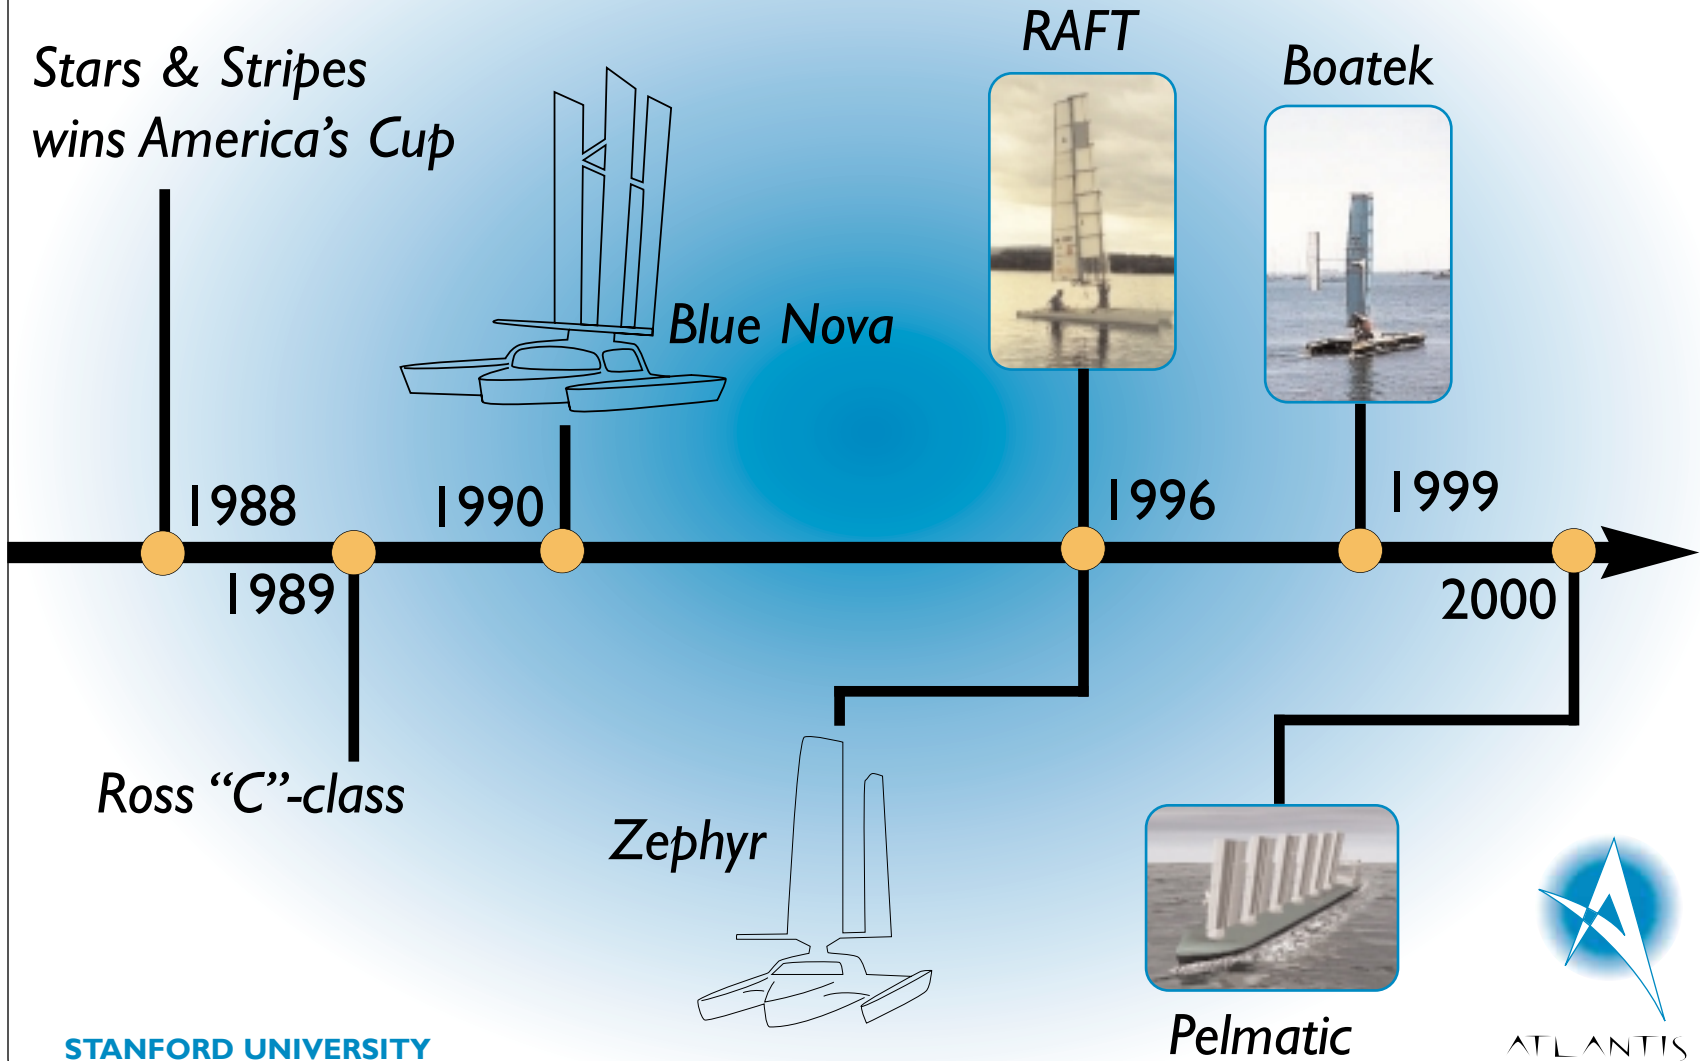 Stars & Stripes
wins America's Cup
RAFT
Boatek
Blue Nova
1988
1990
1996
1999
1989
2000
Ross “C”-class
Zephyr
Pelmatic
STANFORD UNIVERSITY
ATLANTIS